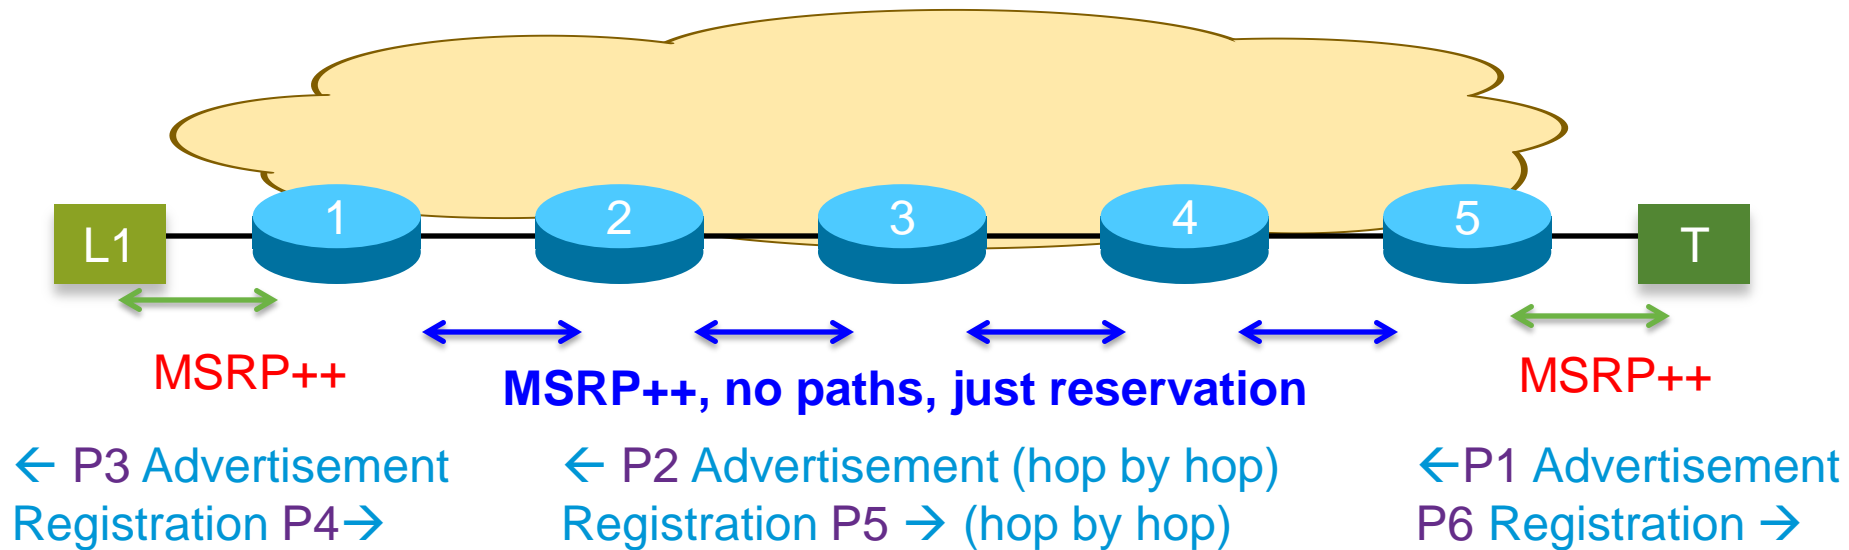 L1
1
2
3
4
5
T
MSRP++
MSRP++, no paths, just reservation
MSRP++
← P3 Advertisement
Registration P4→
← P2 Advertisement (hop by hop)
Registration P5 → (hop by hop)
←P1 Advertisement
P6 Registration →